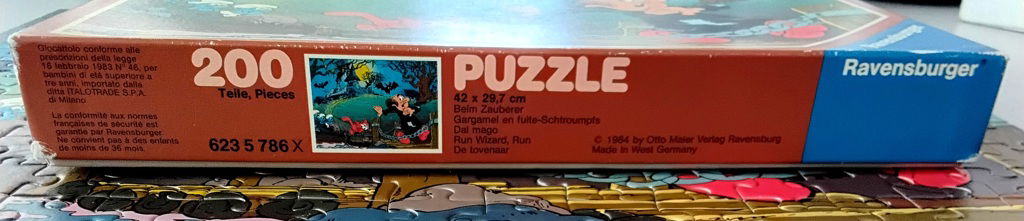 Giocattolo conforme alle
prescrizioni della legge
18 febbraio 1983 N° 46, per
bambini di età superiore a
tre anni, importato dalla
ditta ITALOTRADE S.P.A.
di Milano
La conformité aux normes
françaises de sécurité est
garantie par Ravensburger.
Ne convient pas à des enfants
de moins de 36 mois.
200
Teile, Pieces
623 5 786 X
PUZZLE
42 x 29,7 cm
Beim Zauberer
Gargamel en fuite-Schtroumpfs
Dal mago
Run Wizard, Run
De tovenaar
© 1984 by Otto Maier Verlag Ravensburg
Made in West Germany
Ravensburger
Ravensburger